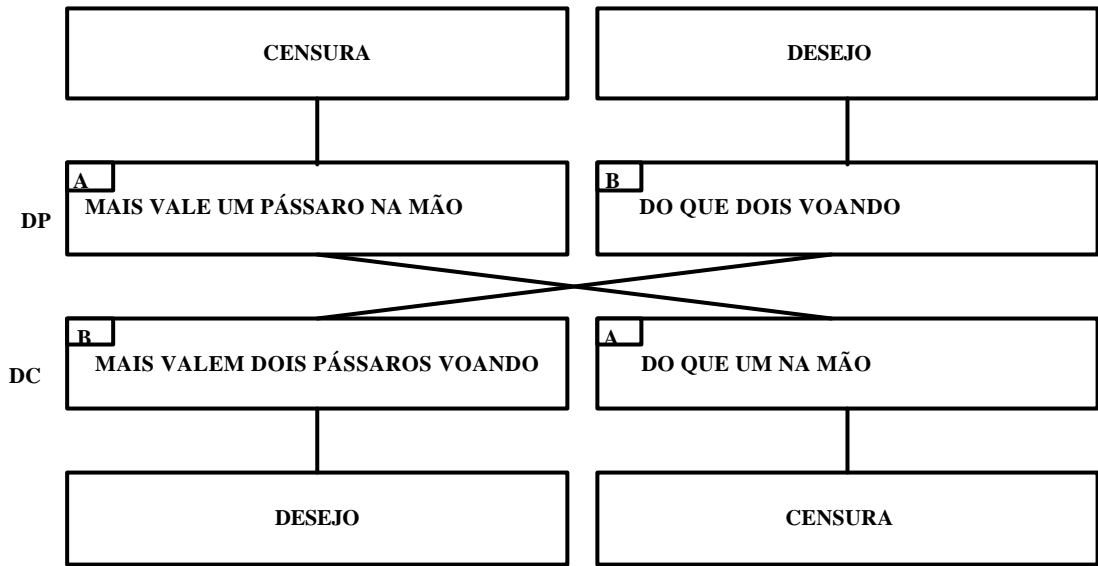 CENSURA
DESEJO
A
B
DP
MAIS VALE UM PÁSSARO NA MÃO
DO QUE DOIS VOANDO
B
A
DC
MAIS VALEM DOIS PÁSSAROS VOANDO
DO QUE UM NA MÃO
DESEJO
CENSURA